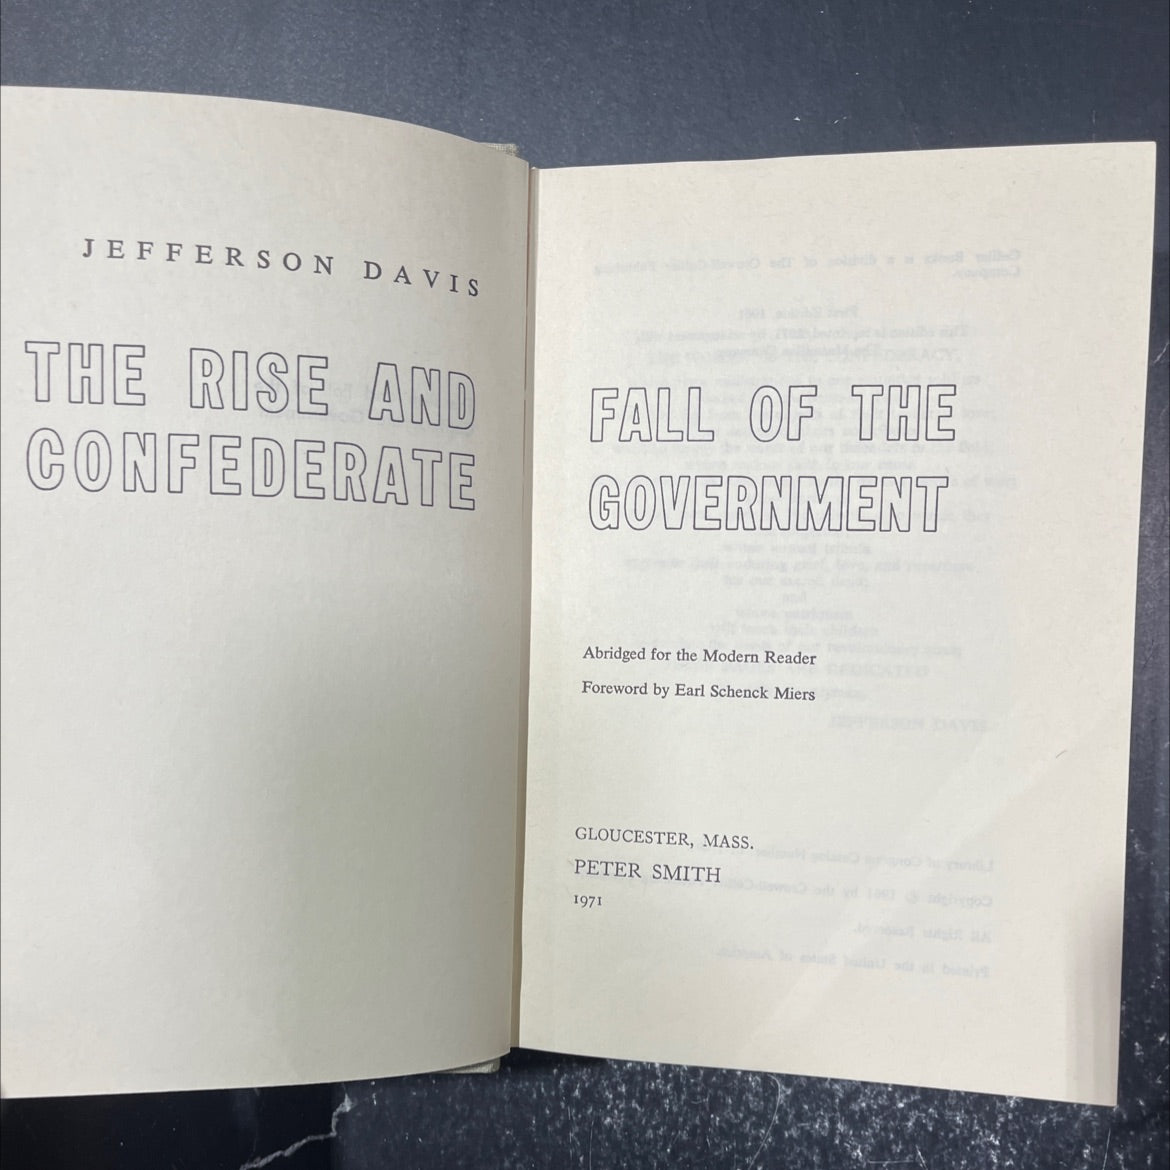 JEFFERSON DAVIS
THE RISE AND
CONFEDERATE
FALL OF THE
GOVERNMENT
Abridged for the Modern Reader
Foreword by Earl Schenck Miers
GLOUCESTER, MASS.
PETER SMITH
1971